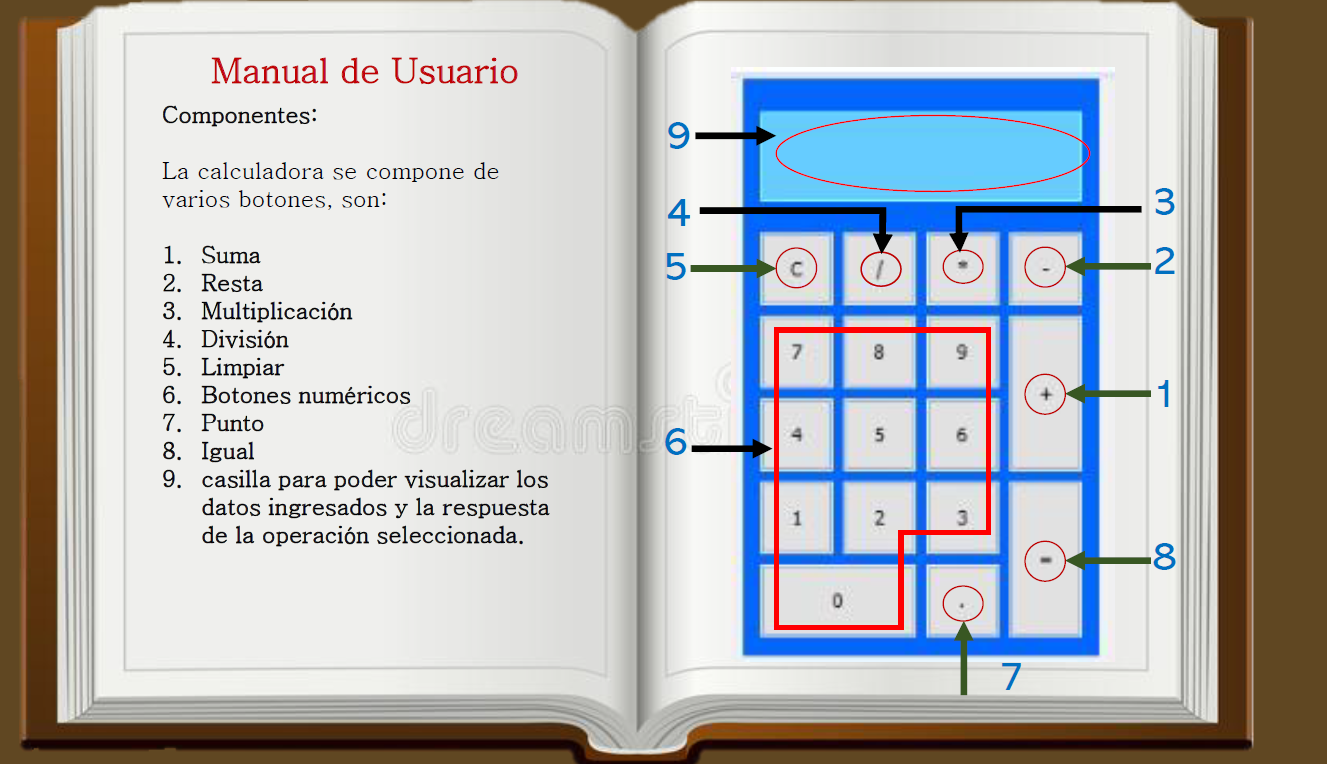 Manual de Usuario
Componentes:
La calculadora se compone de
varios botones, son:
1. Suma
2. Resta
3. Multiplicación
4. División
5. Limpiar
6. Botones numéricos
7. Punto
8. Igual
9. casilla para poder visualizar los
datos ingresados y la respuesta
de la operación seleccionada.
dreamsti
9
4
3
5
C
/
*
-
2
7
8
9
+
1
6
4
5
6
1
2
3
=
8
0
.
7